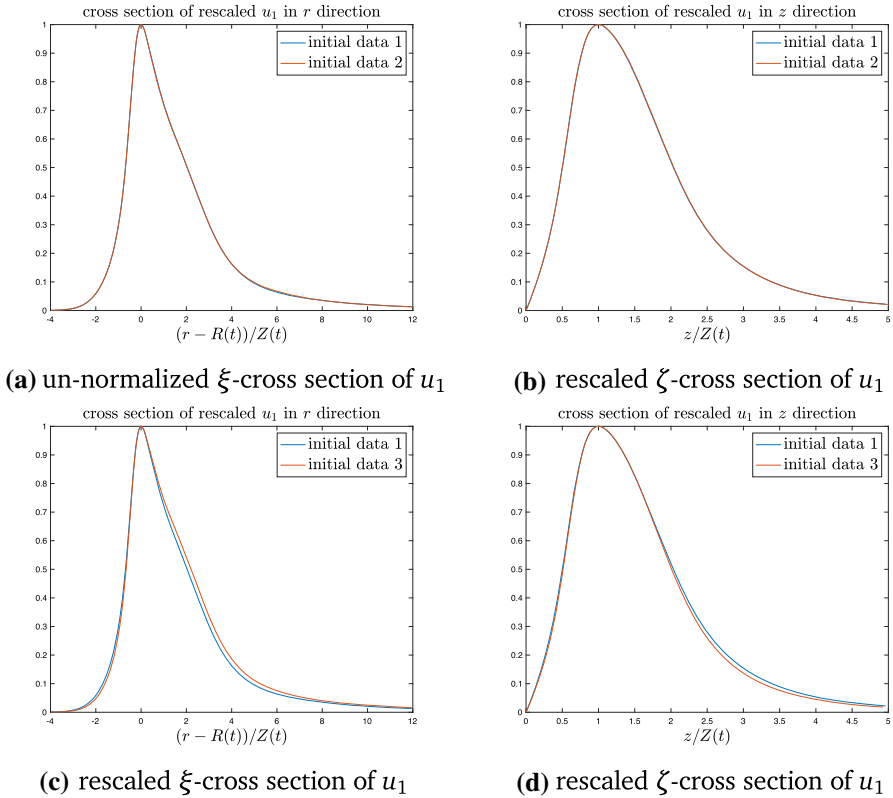 cross section of rescaled u₁ in r direction
1
0.9
0.8
0.7
0.6
0.5
0.4
0.3
0.2
0.1
0
-4 -2 0 2 4 6 8 10 12
(r − R(t))/Z(t)
initial data 1
initial data 2
(a) un-normalized ξ-cross section of u₁
cross section of rescaled u₁ in z direction
1
0.9
0.8
0.7
0.6
0.5
0.4
0.3
0.2
0.1
0
0 0.5 1 1.5 2 2.5 3 3.5 4 4.5 5
z/Z(t)
initial data 1
initial data 2
(b) rescaled ζ-cross section of u₁
cross section of rescaled u₁ in r direction
1
0.9
0.8
0.7
0.6
0.5
0.4
0.3
0.2
0.1
0
-4 -2 0 2 4 6 8 10 12
(r − R(t))/Z(t)
initial data 1
initial data 3
(c) rescaled ξ-cross section of u₁
cross section of rescaled u₁ in z direction
1
0.9
0.8
0.7
0.6
0.5
0.4
0.3
0.2
0.1
0
0 0.5 1 1.5 2 2.5 3 3.5 4 4.5 5
z/Z(t)
initial data 1
initial data 3
(d) rescaled ζ-cross section of u₁